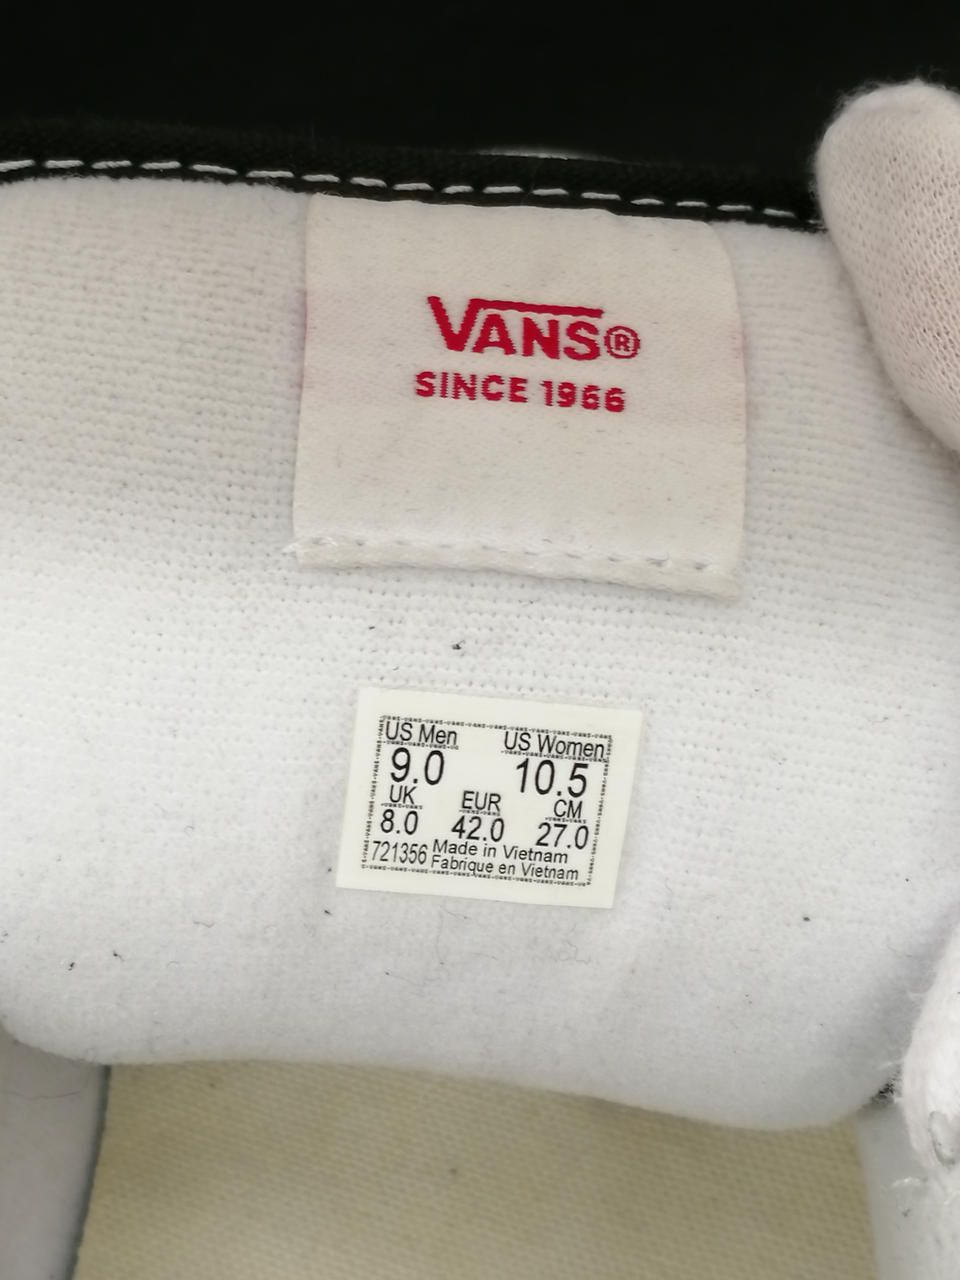 VANS®
SINCE 1966
US Men US Women
9.0 10.5
UK EUR CM
8.0 42.0 27.0
721356 Made in Vietnam
Fabrique en Vietnam